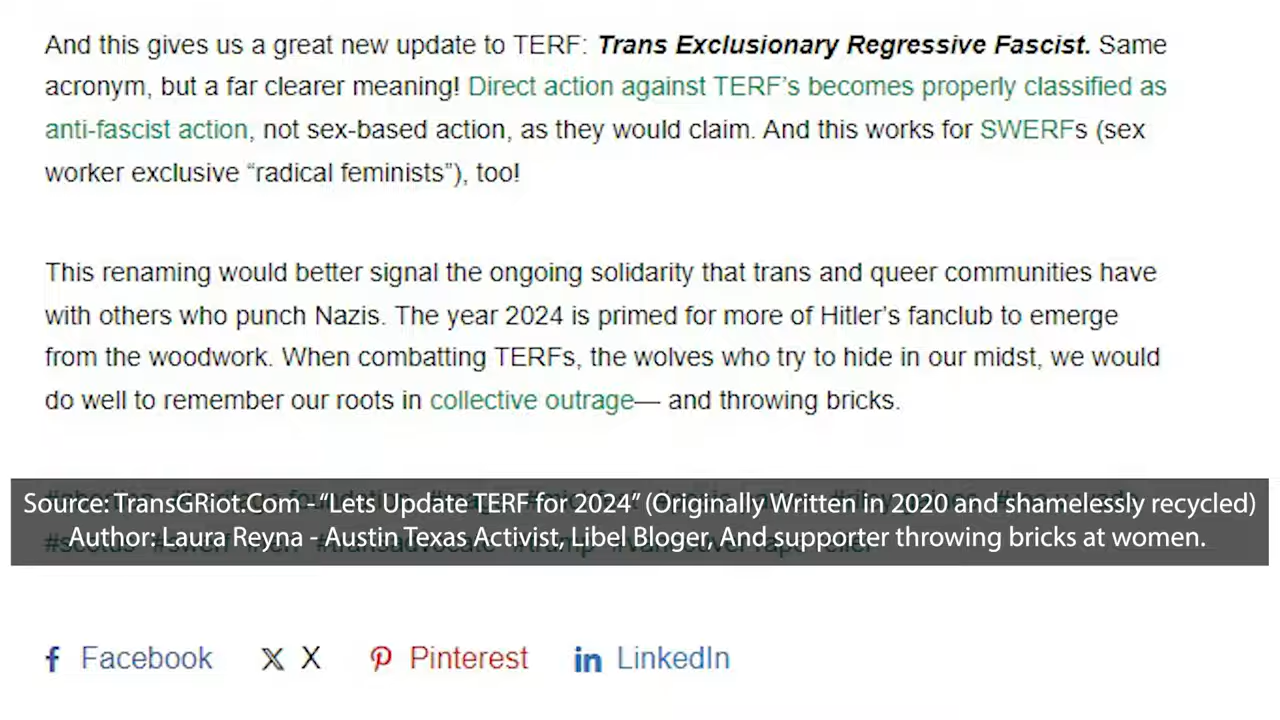 And this gives us a great new update to TERF: Trans Exclusionary Regressive Fascist. Same
acronym, but a far clearer meaning! Direct action against TERF's becomes properly classified as
anti-fascist action, not sex-based action, as they would claim. And this works for SWERFs (sex
worker exclusive “radical feminists”), too!
This renaming would better signal the ongoing solidarity that trans and queer communities have
with others who punch Nazis. The year 2024 is primed for more of Hitler's fanclub to emerge
from the woodwork. When combatting TERFs, the wolves who try to hide in our midst, we would
do well to remember our roots in collective outrage— and throwing bricks.
Source: TransGRiot.Com - “Lets Update TERF for 2024” (Originally Written in 2020 and shamelessly recycled)
Author: Laura Reyna - Austin Texas Activist, Libel Bloger, And supporter throwing bricks at women.
Facebook X Pinterest LinkedIn